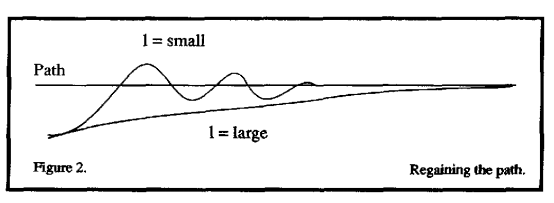 l = small
Path
l = large
Figure 2.
Regaining the path.